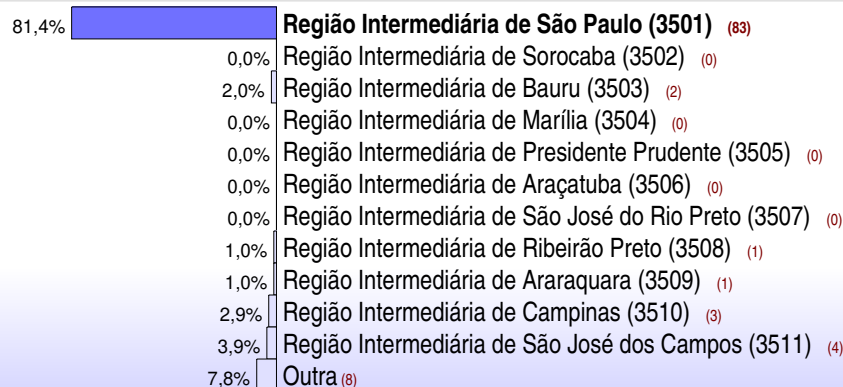 81,4% Região Intermediária de São Paulo (3501) (83)
0,0% Região Intermediária de Sorocaba (3502) (0)
2,0% Região Intermediária de Bauru (3503) (2)
0,0% Região Intermediária de Marília (3504) (0)
0,0% Região Intermediária de Presidente Prudente (3505) (0)
0,0% Região Intermediária de Araçatuba (3506) (0)
0,0% Região Intermediária de São José do Rio Preto (3507) (0)
1,0% Região Intermediária de Ribeirão Preto (3508) (1)
1,0% Região Intermediária de Araraquara (3509) (1)
2,9% Região Intermediária de Campinas (3510) (3)
3,9% Região Intermediária de São José dos Campos (3511) (4)
7,8% Outra (8)